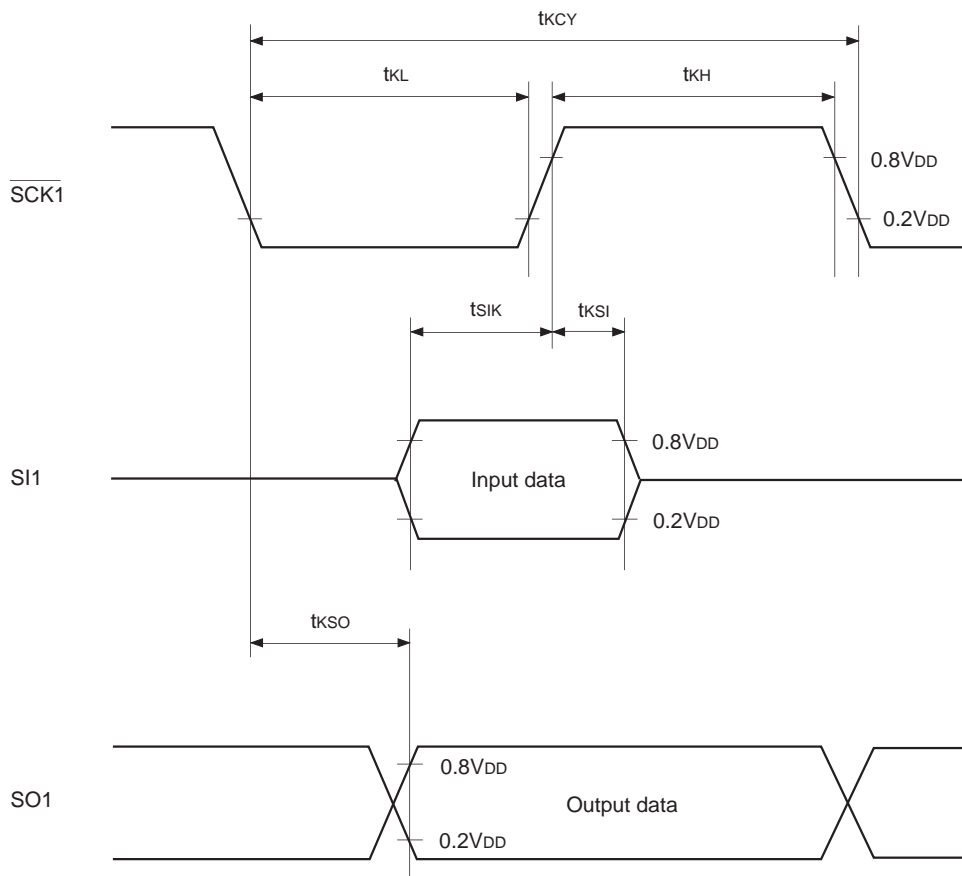 tKCY
tKL
tKH
0.8VDD
SCK1
0.2VDD
tSIK
tKSI
0.8VDD
SI1
Input data
0.2VDD
tKSO
0.8VDD
SO1
Output data
0.2VDD